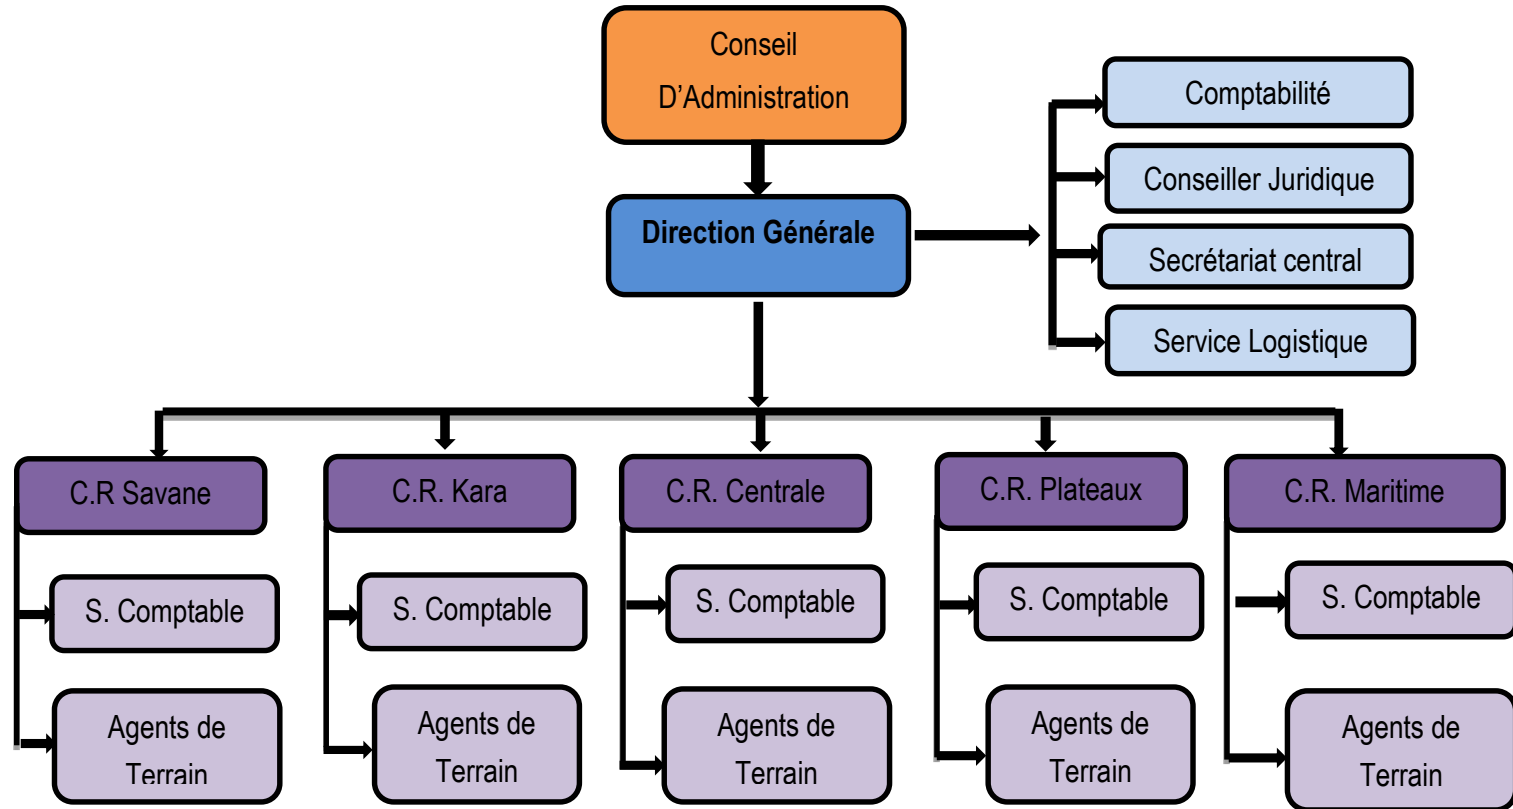 Conseil
D’Administration
Comptabilité
Conseiller Juridique
Direction Générale
Secrétariat central
Service Logistique
C.R Savane
C.R. Kara
C.R. Centrale
C.R. Plateaux
C.R. Maritime
S. Comptable
S. Comptable
S. Comptable
S. Comptable
S. Comptable
Agents de
Terrain
Agents de
Terrain
Agents de
Terrain
Agents de
Terrain
Agents de
Terrain